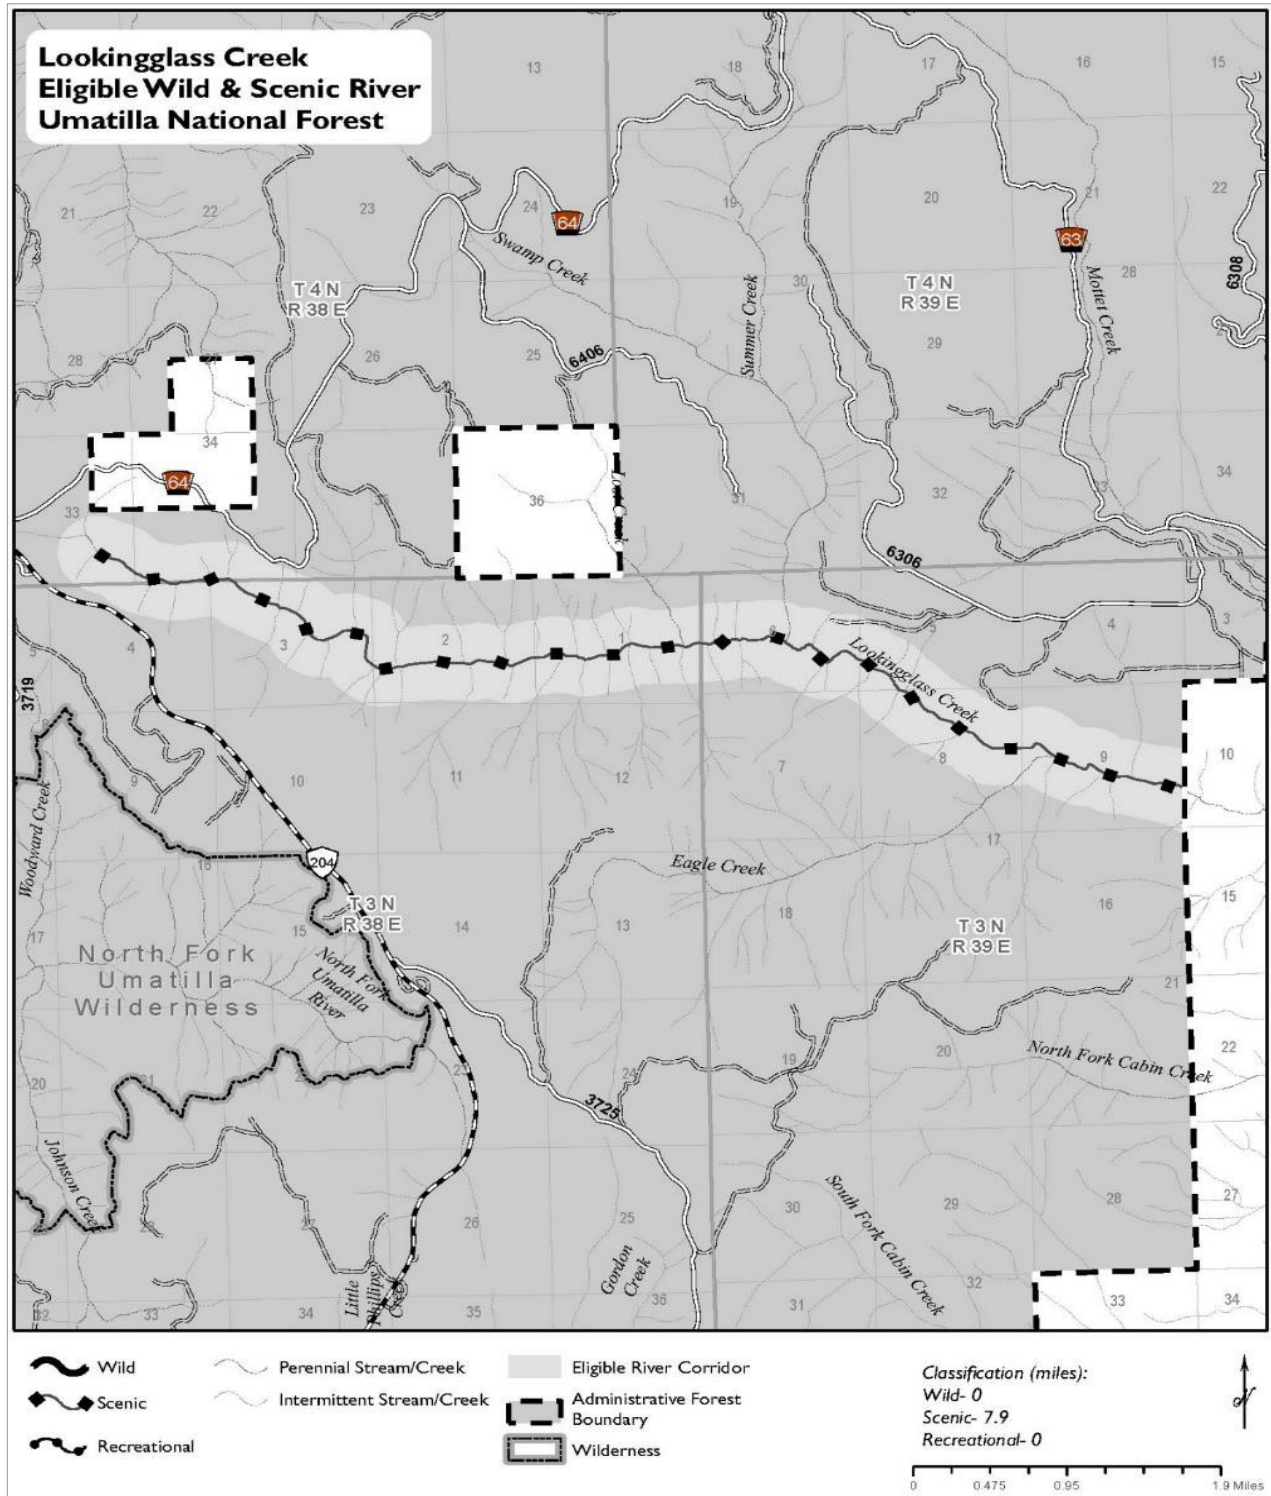 Lookingglass Creek
Eligible Wild & Scenic River
Umatilla National Forest
13
18
17
16
15
21
22
23
24
64
19
20
21
22
63
Swamp Creek
T 4 N
R 38 E
30
T 4 N
R 39 E
28
6308
Mottet Creek
Summer Creek
28
26
25
6406
29
34
64
36
31
32
33
34
33
35
6306
4
3
2
1
6
5
4
3
Lookingglass Creek
5
3719
9
10
11
12
7
8
9
10
Woodward Creek
16
204
Eagle Creek
17
T 3 N
R 38 E
18
16
15
17
15
14
13
T 3 N
R 39 E
North Fork
Umatilla
Wilderness
North Fork
Umatilla
River
21
20
21
23
24
19
20
22
North Fork Cabin Creek
3725
Johnson Creek
27
26
25
30
29
28
27
South Fork Cabin Creek
Gordon
Creek
Little
Phillips
Creek
32
33
34
35
36
31
32
33
34
Wild
Scenic
Recreational
Perennial Stream/Creek
Intermittent Stream/Creek
Eligible River Corridor
Administrative Forest
Boundary
Wilderness
Classification (miles):
Wild- 0
Scenic- 7.9
Recreational- 0
N
0 0.475 0.95 1.9 Miles